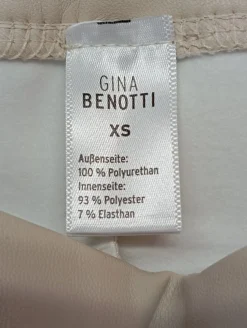 GINA
BENOTTI
XS
Außenseite:
100 % Polyurethan
Innenseite:
93 % Polyester
7 % Elasthan